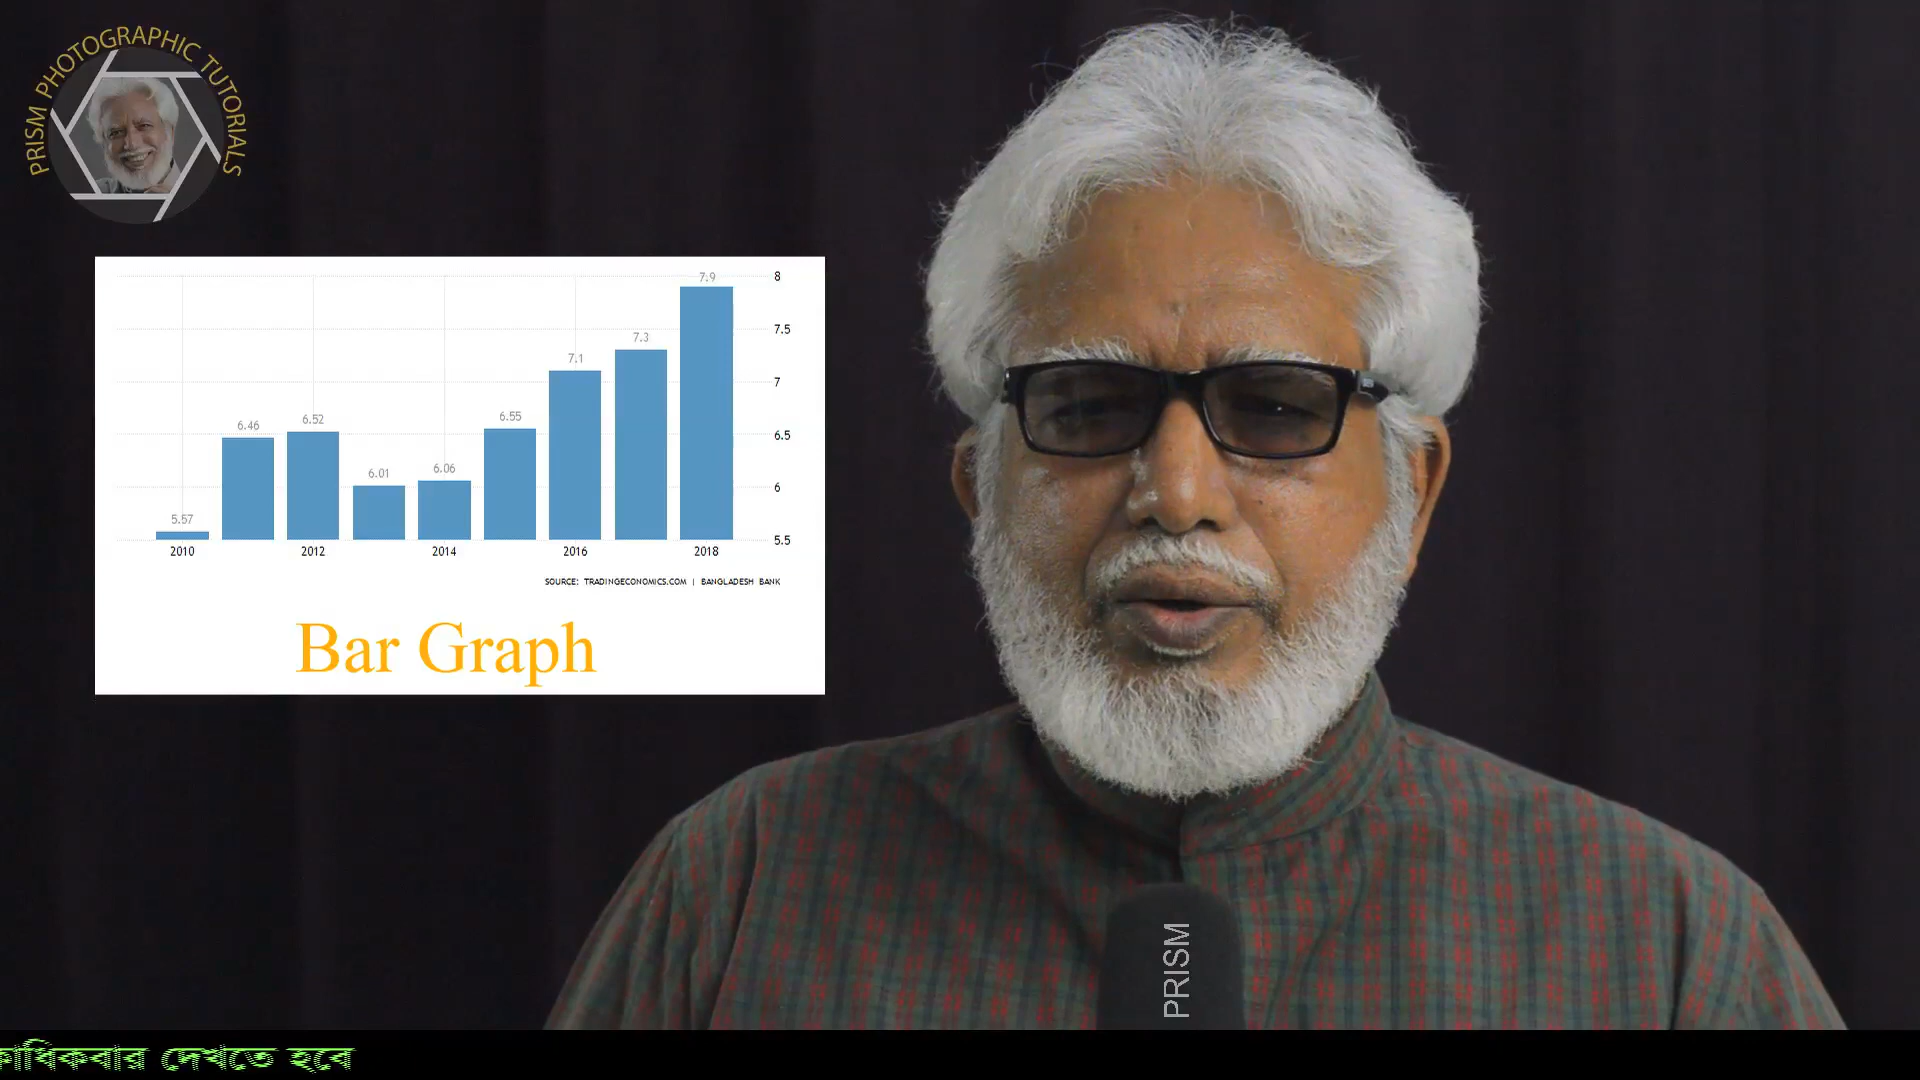 PRISM PHOTOGRAPHIC TUTORIALS
8
7.5
7
6.5
6
5.5
5.57
6.46
6.52
6.01
6.06
6.55
7.1
7.3
7.9
2010 2012 2014 2016 2018
SOURCE: TRADINGECONOMICS.COM | BANGLADESH BANK
Bar Graph
PRISM
দেখতে হবে